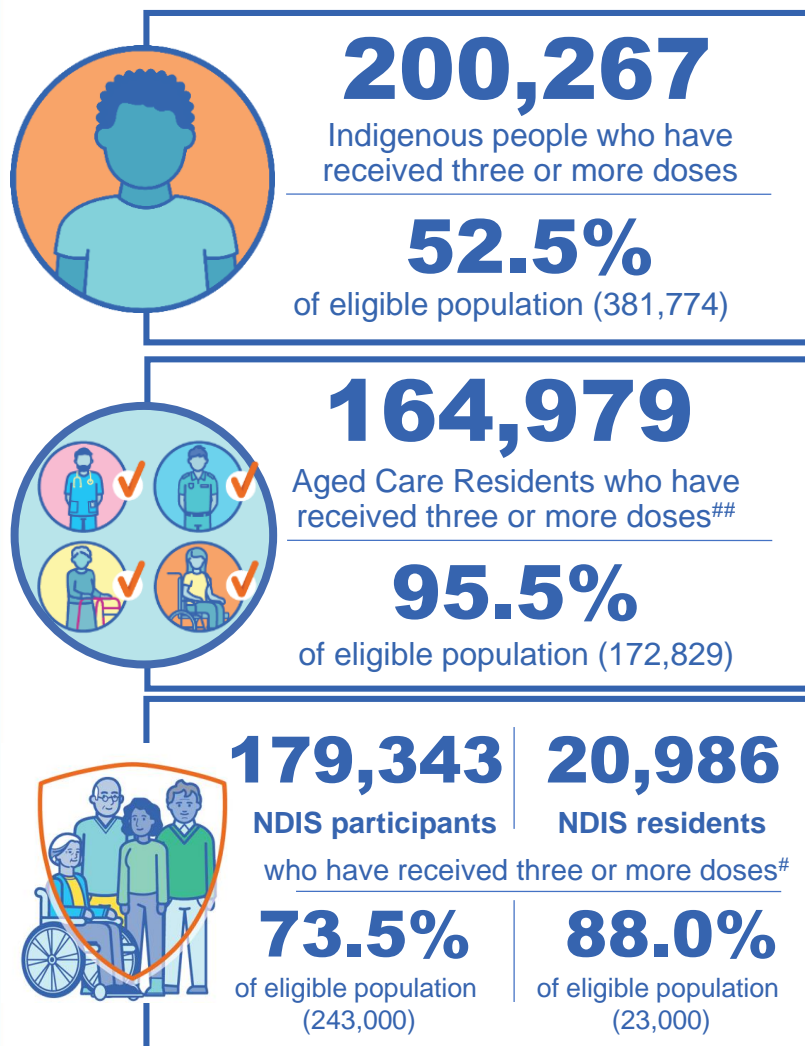 200,267
Indigenous people who have
received three or more doses
52.5%
of eligible population (381,774)
164,979
Aged Care Residents who have
received three or more doses##
95.5%
of eligible population (172,829)
179,343
NDIS participants
20,986
NDIS residents
who have received three or more doses#
73.5%
of eligible population
(243,000)
88.0%
of eligible population
(23,000)